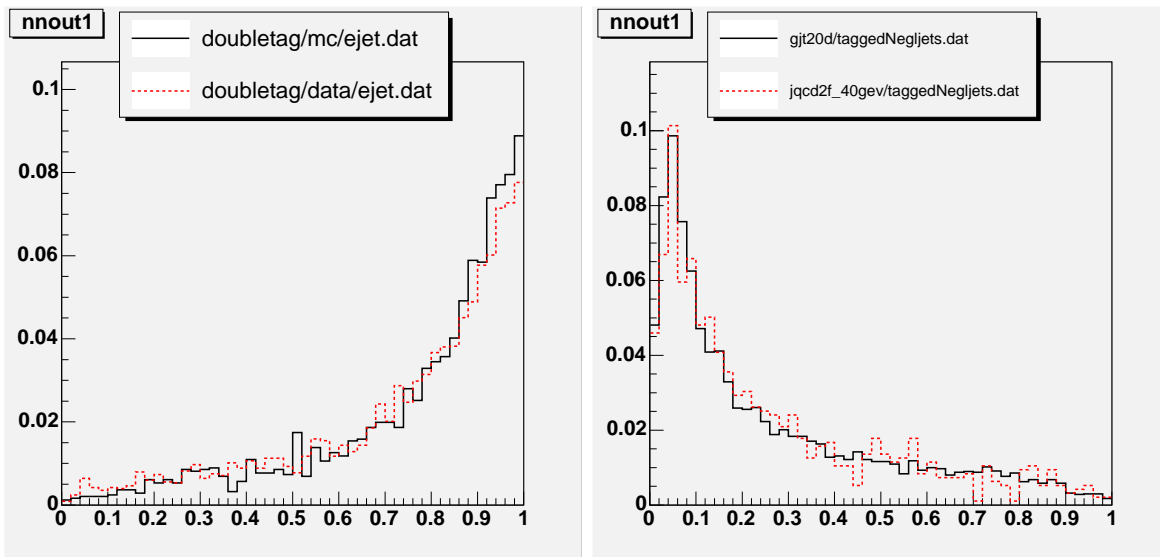 nnout1
doubletag/mc/ejet.dat
doubletag/data/ejet.dat
0.1
0.08
0.06
0.04
0.02
0
0 0.1 0.2 0.3 0.4 0.5 0.6 0.7 0.8 0.9 1
nnout1
gjt20d/taggedNegljets.dat
jqcd2f_40gev/taggedNegljets.dat
0.1
0.08
0.06
0.04
0.02
0
0 0.1 0.2 0.3 0.4 0.5 0.6 0.7 0.8 0.9 1